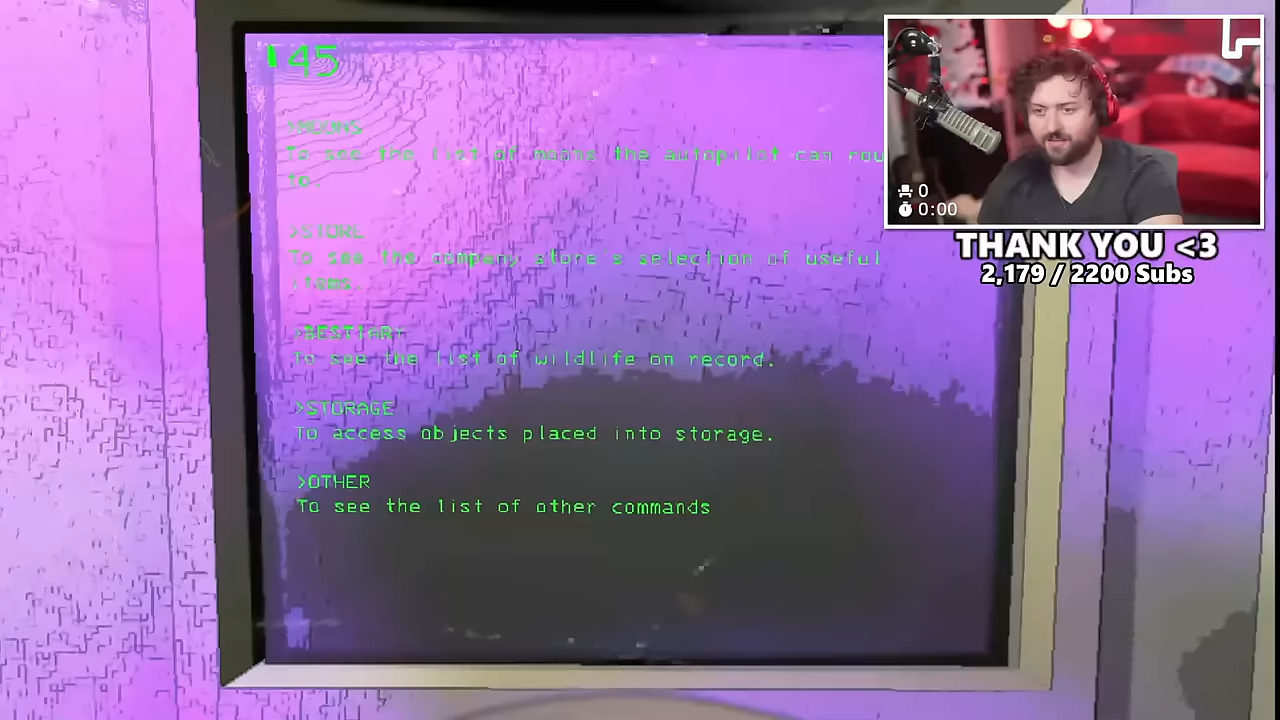 145
>MOONS
To see the list of moons the autopilot can rou
to.
>STORE
To see the company store's selection of useful
items.
>BESTIARY
To see the list of wildlife on record.
>STORAGE
To access objects placed into storage.
>OTHER
To see the list of other commands
0
0:00
THANK YOU <3
2,179 / 2200 Subs